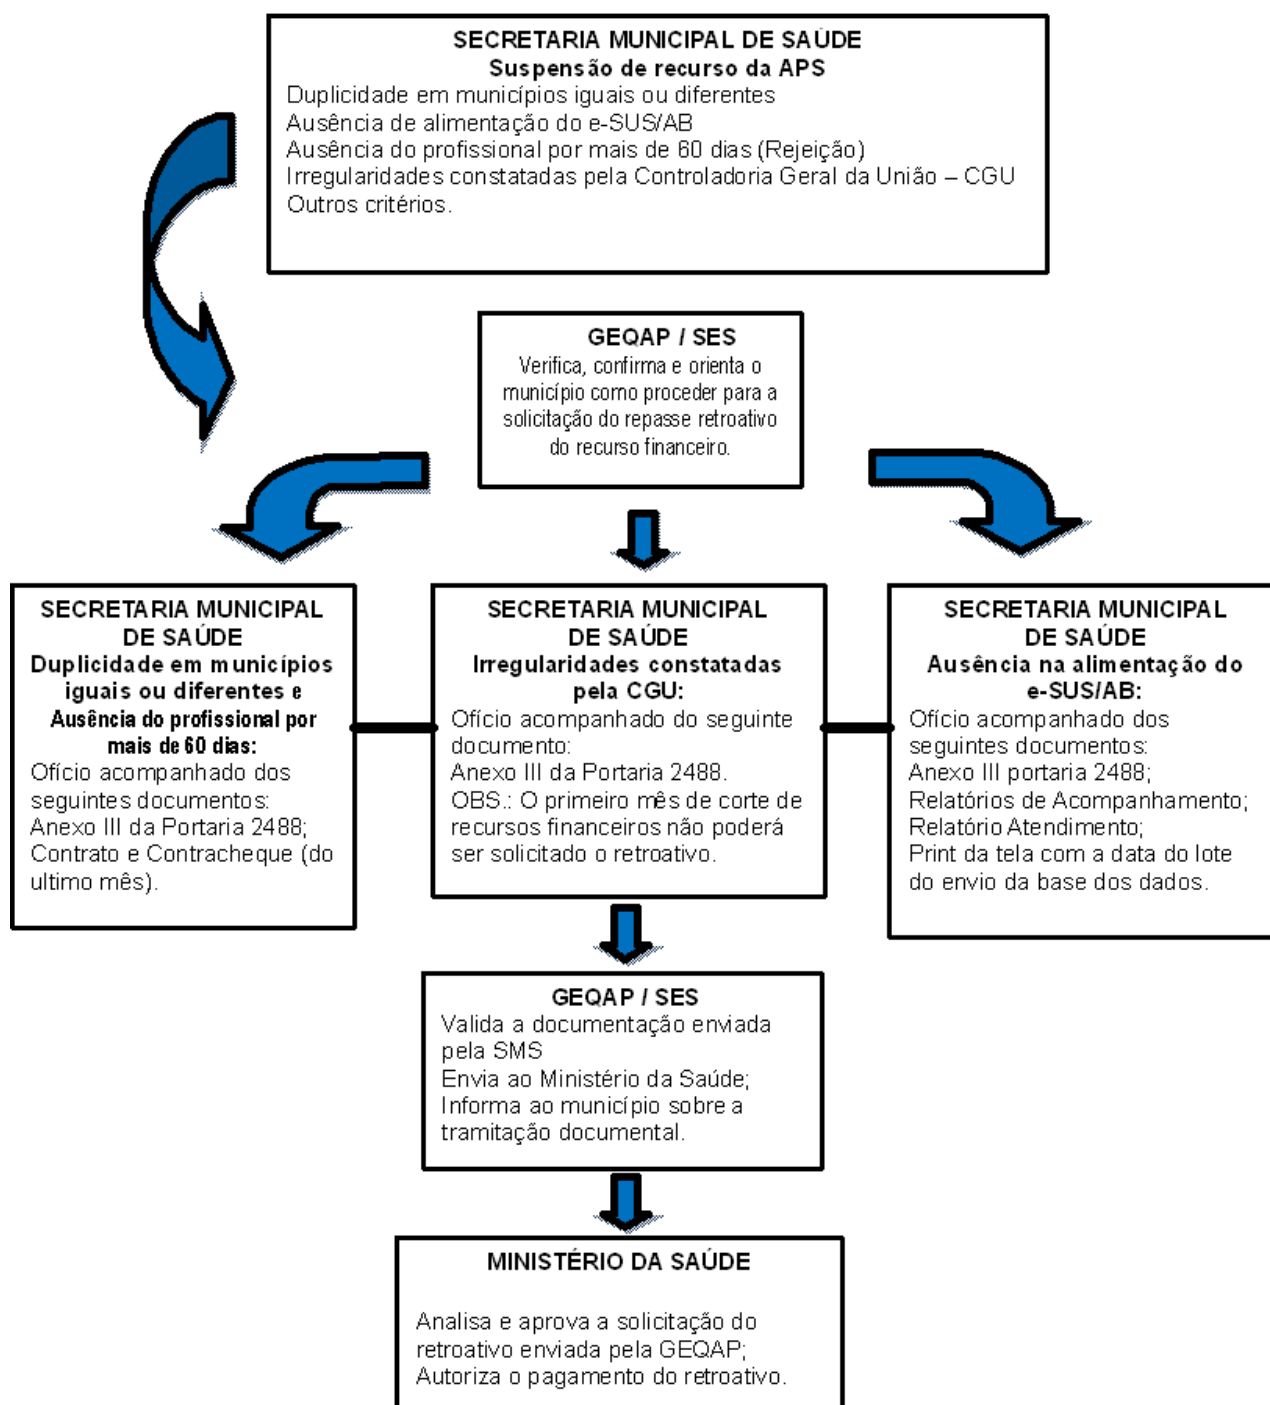 SECRETARIA MUNICIPAL DE SAÚDE
Suspensão de recurso da APS
Duplicidade em municípios iguais ou diferentes
Ausência de alimentação do e-SUS/AB
Ausência do profissional por mais de 60 dias (Rejeição)
Irregularidades constatadas pela Controladoria Geral da União – CGU
Outros critérios.
GEQAP / SES
Verifica, confirma e orienta o
município como proceder para a
solicitação do repasse retroativo
do recurso financeiro.
SECRETARIA MUNICIPAL
DE SAÚDE
Duplicidade em municípios
iguais ou diferentes e
Ausência do profissional por
mais de 60 dias:
Ofício acompanhado dos
seguintes documentos:
Anexo III da Portaria 2488;
Contrato e Contracheque (do
ultimo mês).
SECRETARIA MUNICIPAL
DE SAÚDE
Irregularidades constatadas
pela CGU:
Ofício acompanhado do seguinte
documento:
Anexo III da Portaria 2488.
OBS.: O primeiro mês de corte de
recursos financeiros não poderá
ser solicitado o retroativo.
SECRETARIA MUNICIPAL
DE SAÚDE
Ausência na alimentação do
e-SUS/AB:
Ofício acompanhado dos
seguintes documentos:
Anexo III portaria 2488;
Relatórios de Acompanhamento;
Relatório Atendimento;
Print da tela com a data do lote
do envio da base dos dados.
GEQAP / SES
Valida a documentação enviada
pela SMS
Envia ao Ministério da Saúde;
Informa ao município sobre a
tramitação documental.
MINISTÉRIO DA SAÚDE
Analisa e aprova a solicitação do
retroativo enviada pela GEQAP;
Autoriza o pagamento do retroativo.